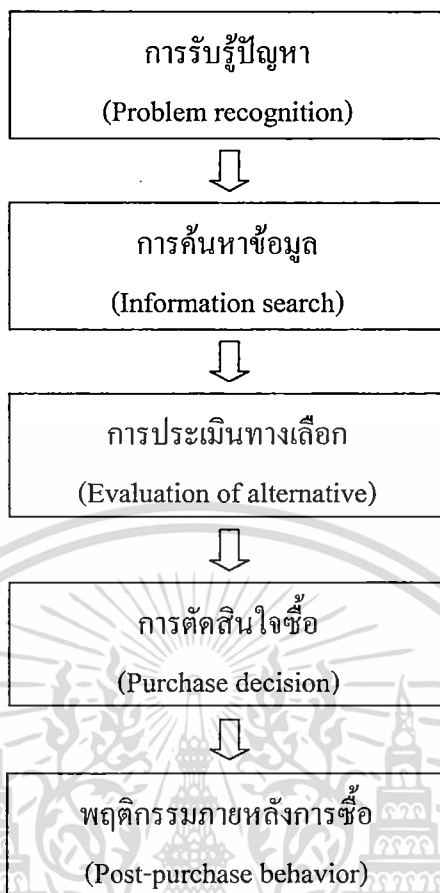 การรับรู้ปัญหา
(Problem recognition)
การค้นหาข้อมูล
(Information search)
การประเมินทางเลือก
(Evaluation of alternative)
การตัดสินใจซื้อ
(Purchase decision)
พฤติกรรมภายหลังการซื้อ
(Post-purchase behavior)